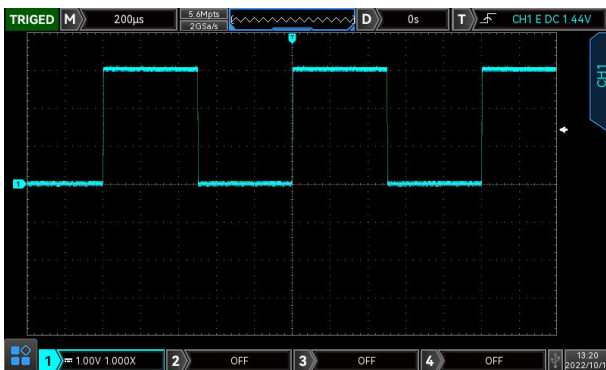 TRIGED M 200μs 5.6Mpts D 0s T CH1 E DC 1.44V
2GSa/s
T
CH1
1
1 1.00V 1.000X 2 OFF 3 OFF 4 OFF 13:20
2022/10/1